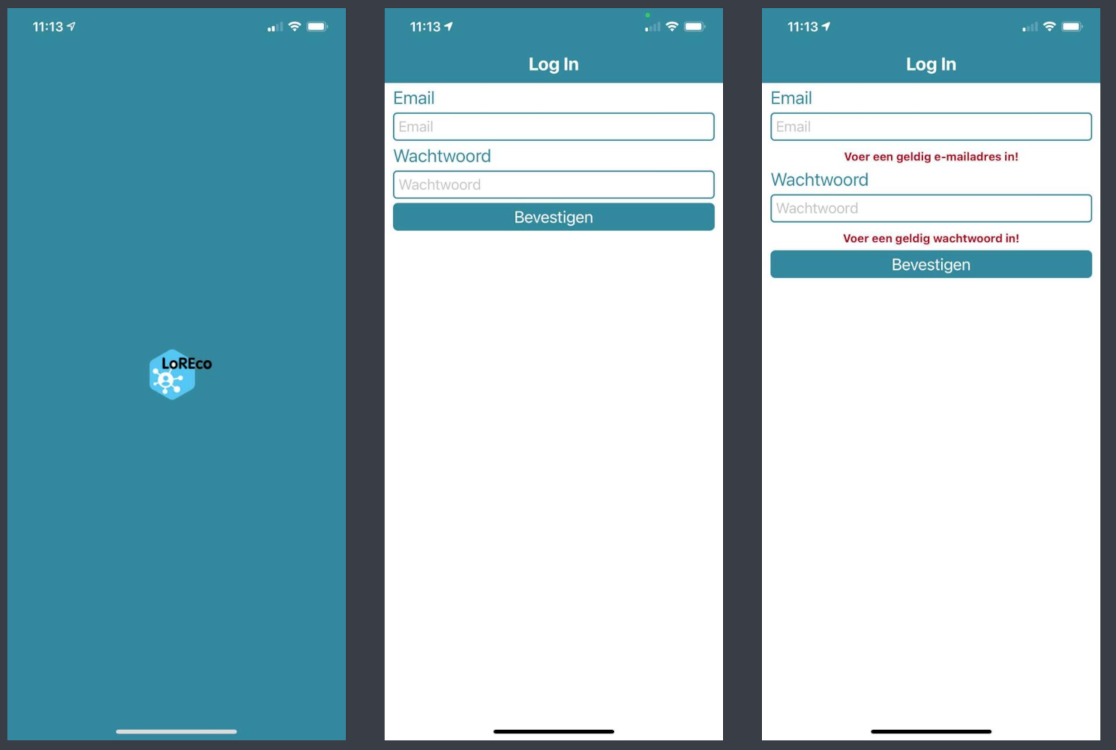 11:13
LoREco
11:13
Log In
Email
Email
Wachtwoord
Wachtwoord
Bevestigen
11:13
Log In
Email
Email
Voer een geldig e-mailadres in!
Wachtwoord
Wachtwoord
Voer een geldig wachtwoord in!
Bevestigen